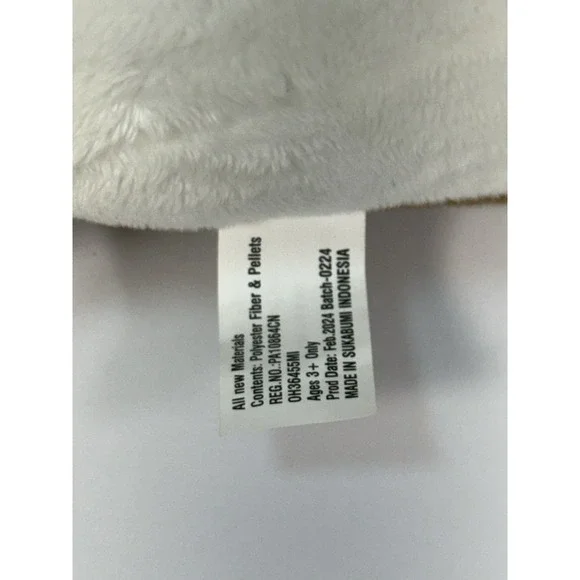 All new Materials
Contents: Polyester Fiber & Pellets
REG.NO.:PA10864CN
OH36455MI
Ages 3+ Only
Prod Date: Feb.2024 Batch-0224
MADE IN SUKABUMI INDONESIA